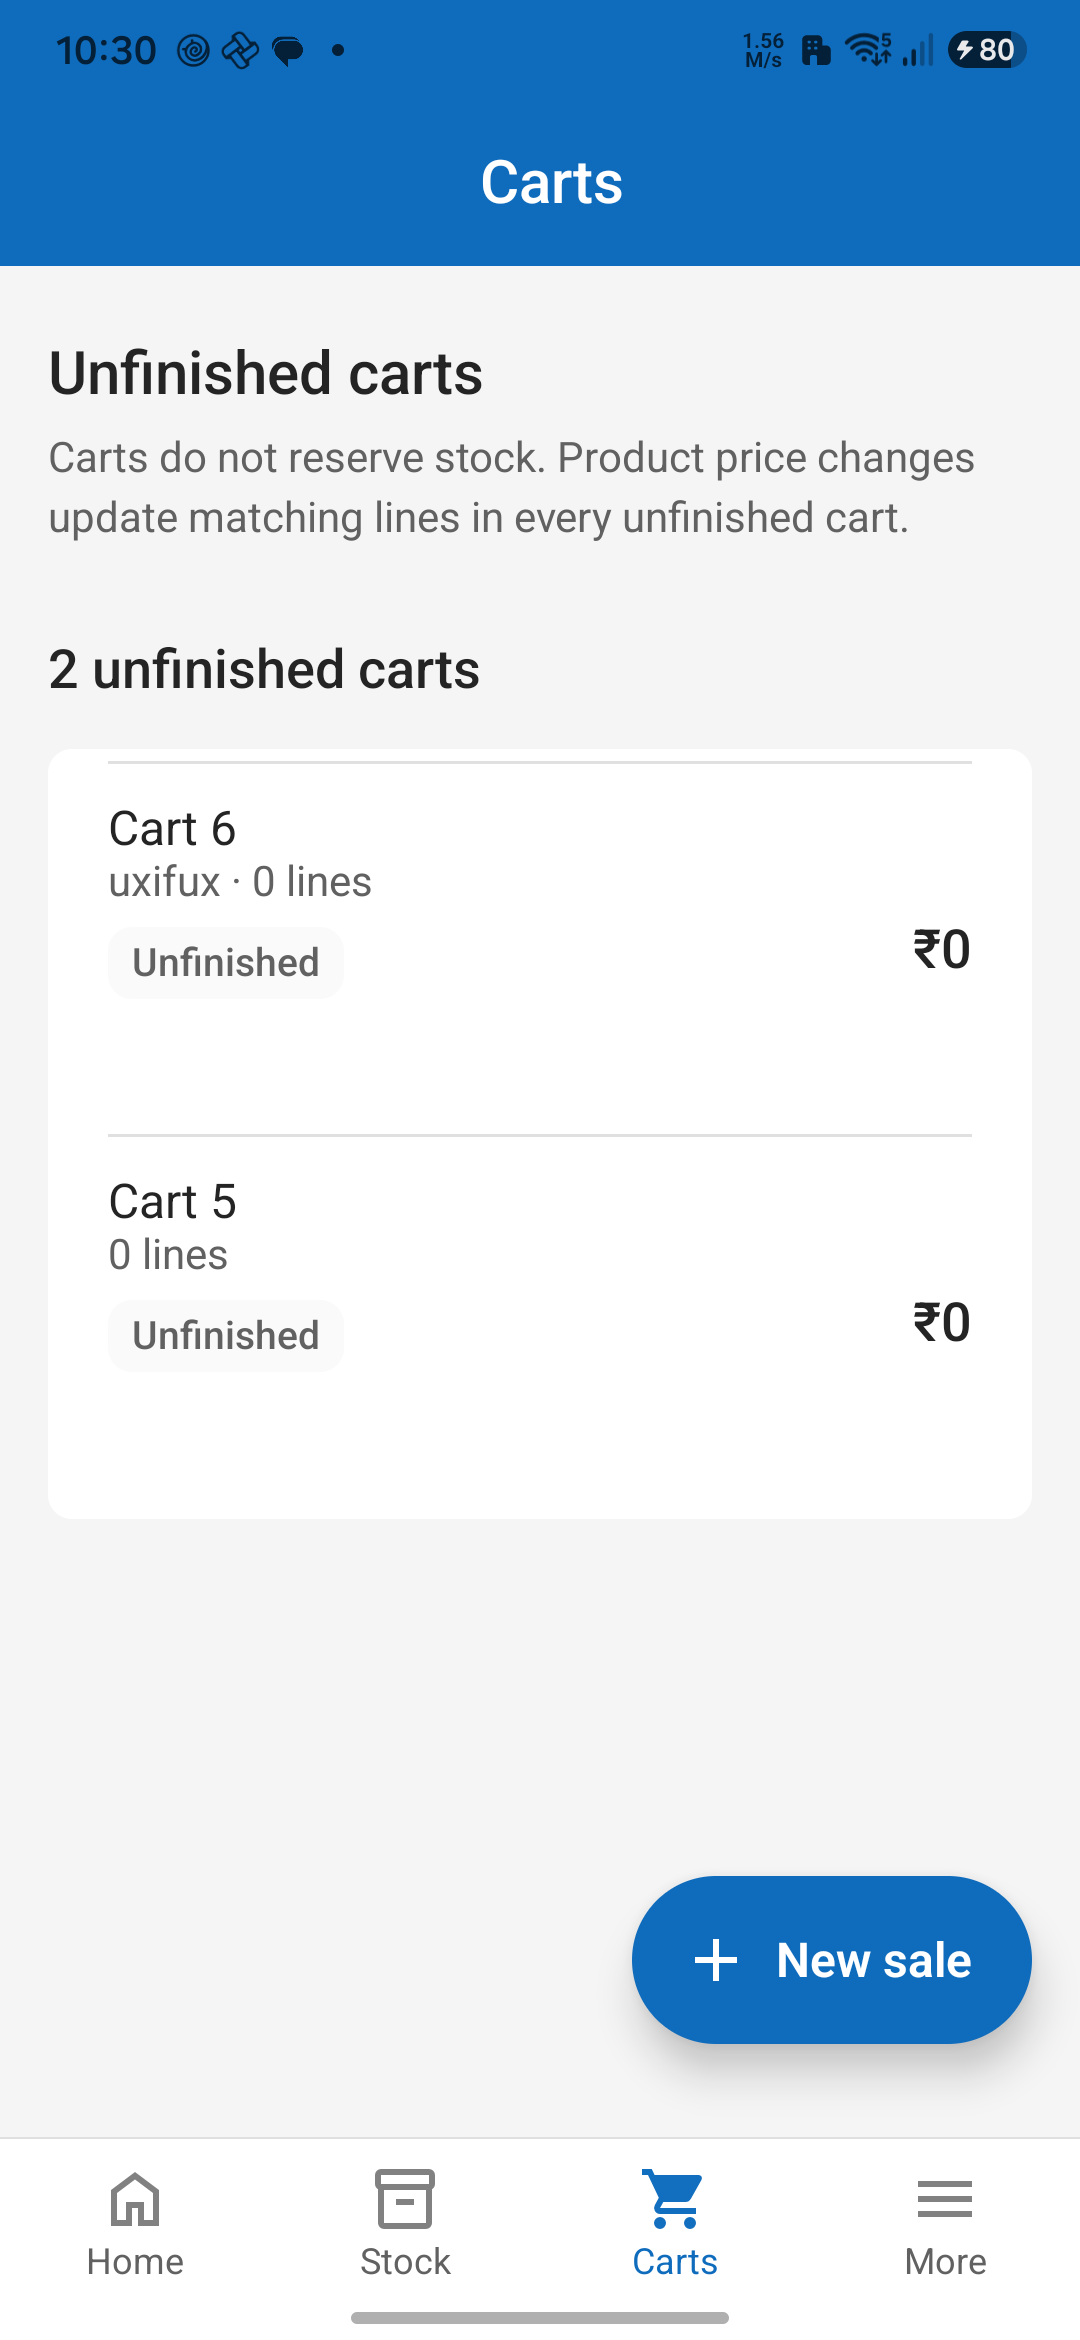 10:30
1.56
M/s
5
80
Carts
Unfinished carts
Carts do not reserve stock. Product price changes
update matching lines in every unfinished cart.
2 unfinished carts
Cart 6
uxifux · 0 lines
Unfinished
₹0
Cart 5
0 lines
Unfinished
₹0
New sale
Home
Stock
Carts
More